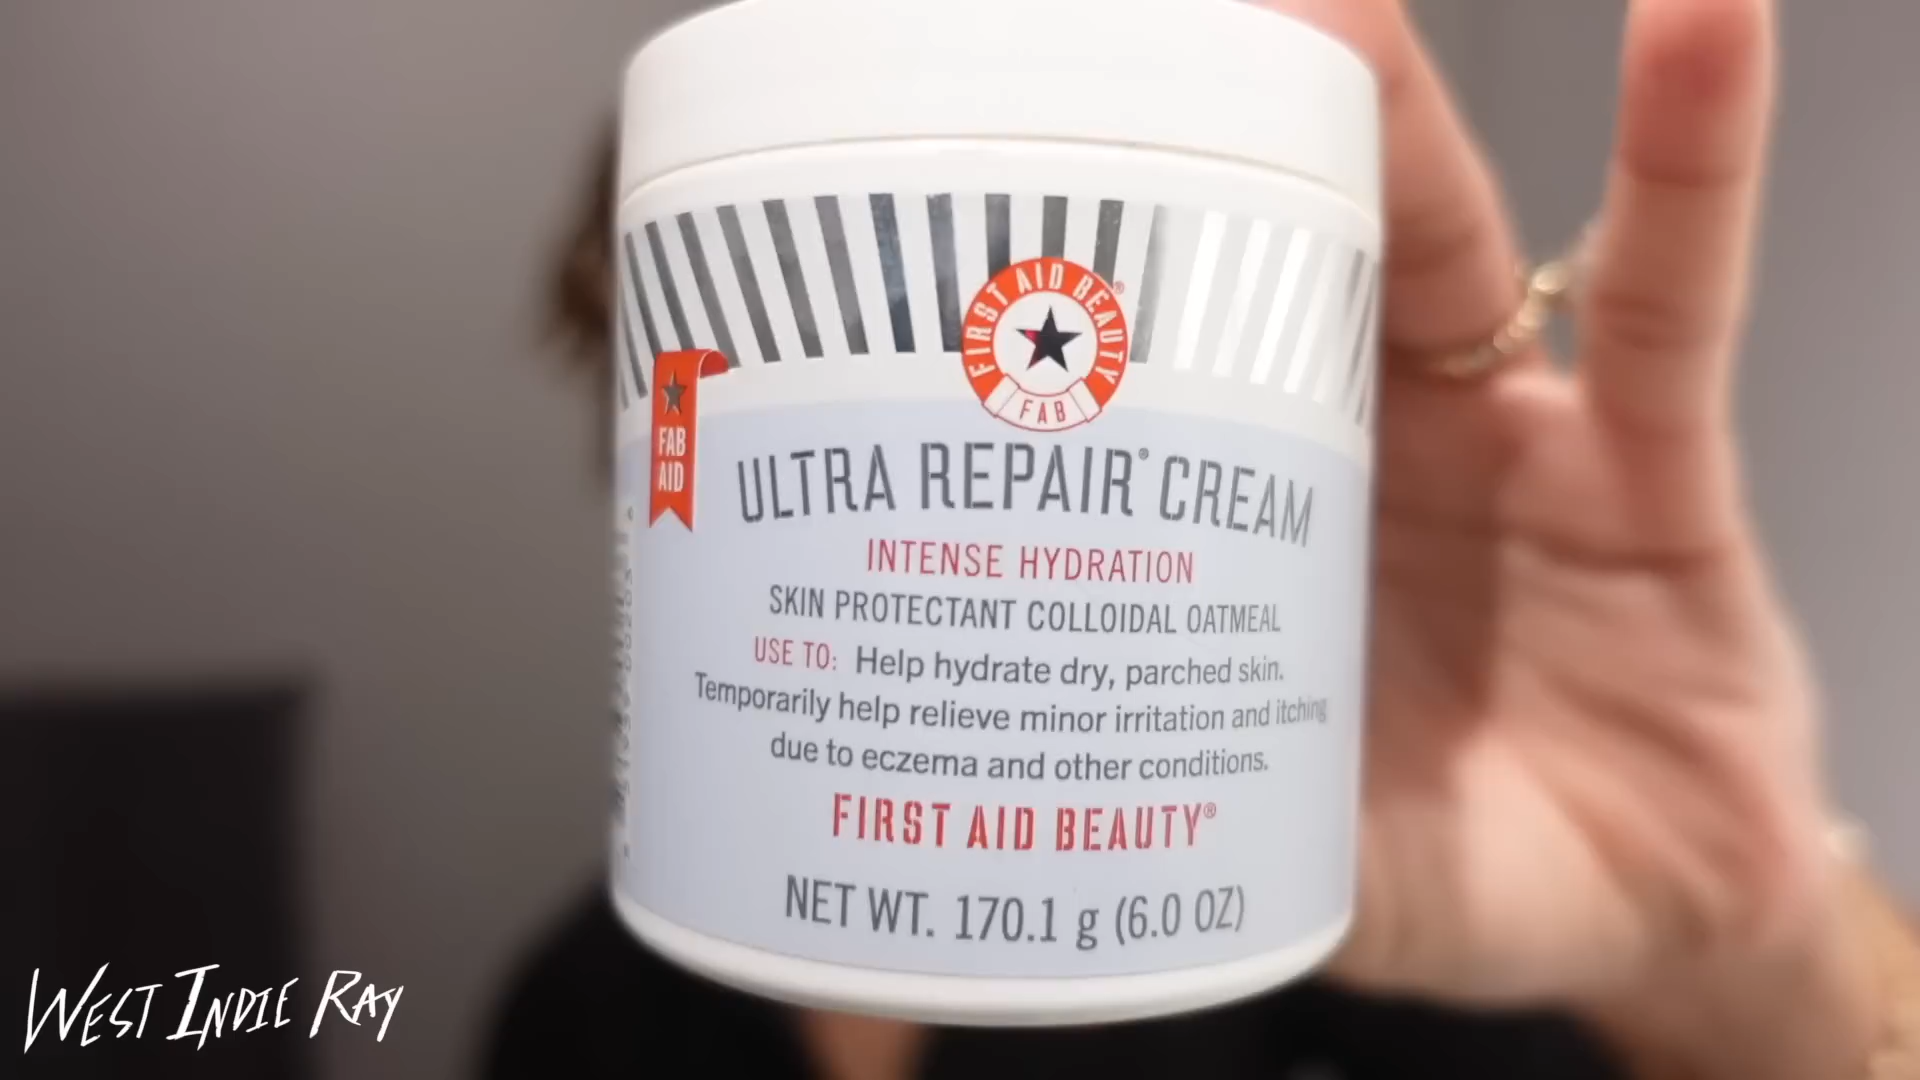 FIRST AID BEAUTY®
FAB
FAB
AID
ULTRA REPAIR® CREAM
INTENSE HYDRATION
SKIN PROTECTANT COLLOIDAL OATMEAL
USE TO: Help hydrate dry, parched skin.
Temporarily help relieve minor irritation and itching
due to eczema and other conditions.
FIRST AID BEAUTY®
NET WT. 170.1 g (6.0 OZ)
WEST INDIE RAY